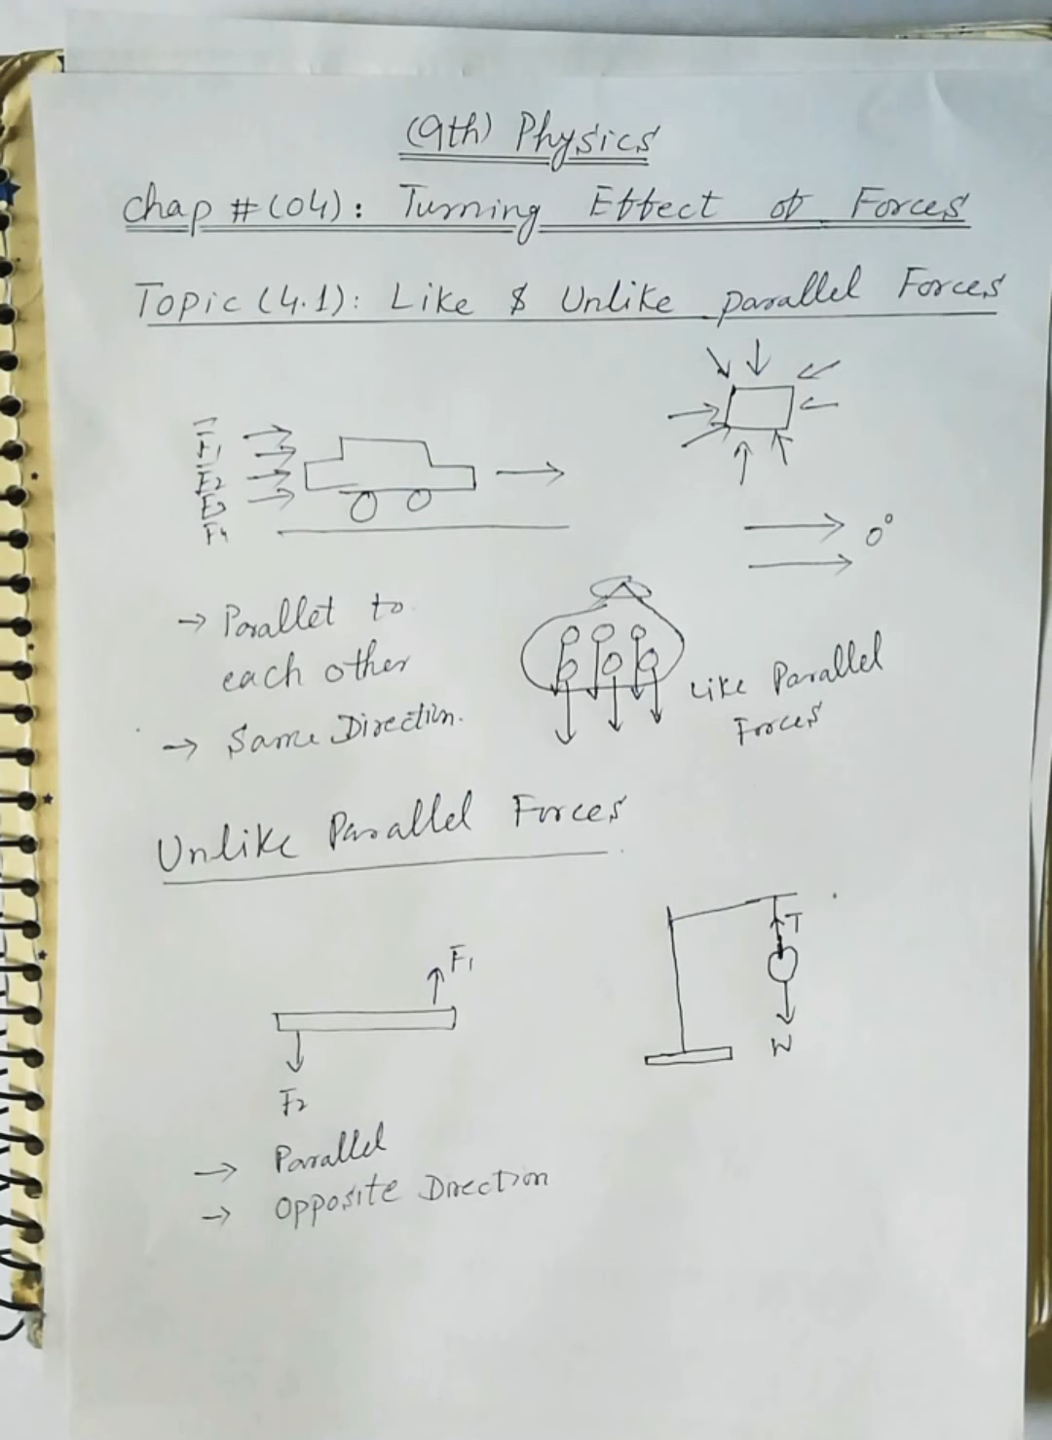 (9th) Physics
Chap # (04): Turning Effect of Forces
Topic (4.1): Like & Unlike parallel Forces
F1
F2
F3
F4
0°
→ Parallet to
each other
→ Same Direction.
Like Parallel
Forces
Unlike Parallel Forces
F1
T
W
F2
→ Parallel
→ Opposite Direction